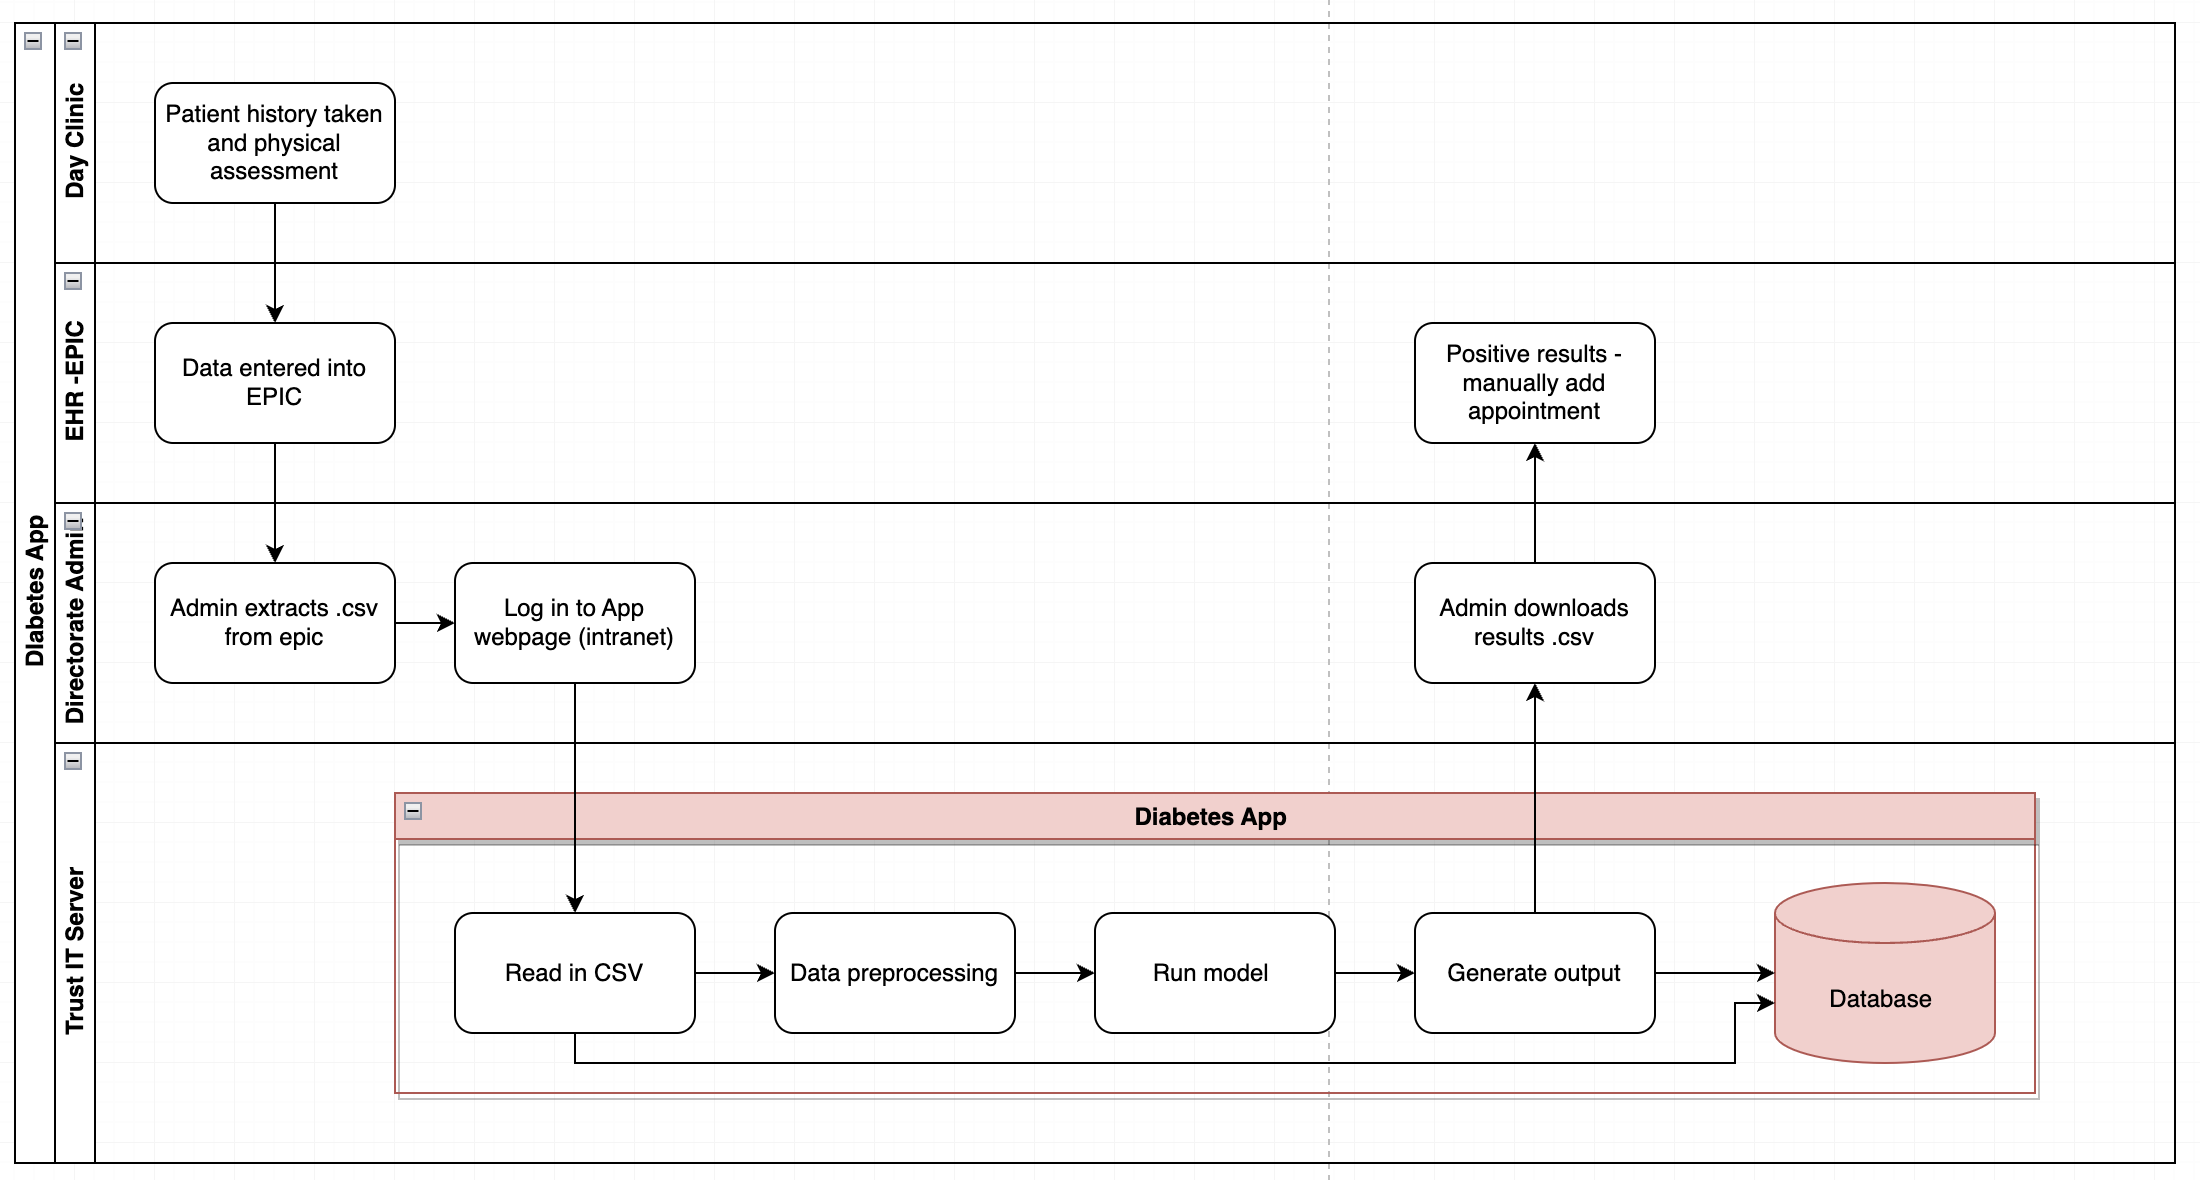 DIabetes App
Day Clinic
Patient history taken
and physical
assessment
EHR -EPIC
Data entered into
EPIC
Positive results -
manually add
appointment
Directorate Admin
Admin extracts .csv
from epic
Log in to App
webpage (intranet)
Admin downloads
results .csv
Trust IT Server
Diabetes App
Read in CSV
Data preprocessing
Run model
Generate output
Database